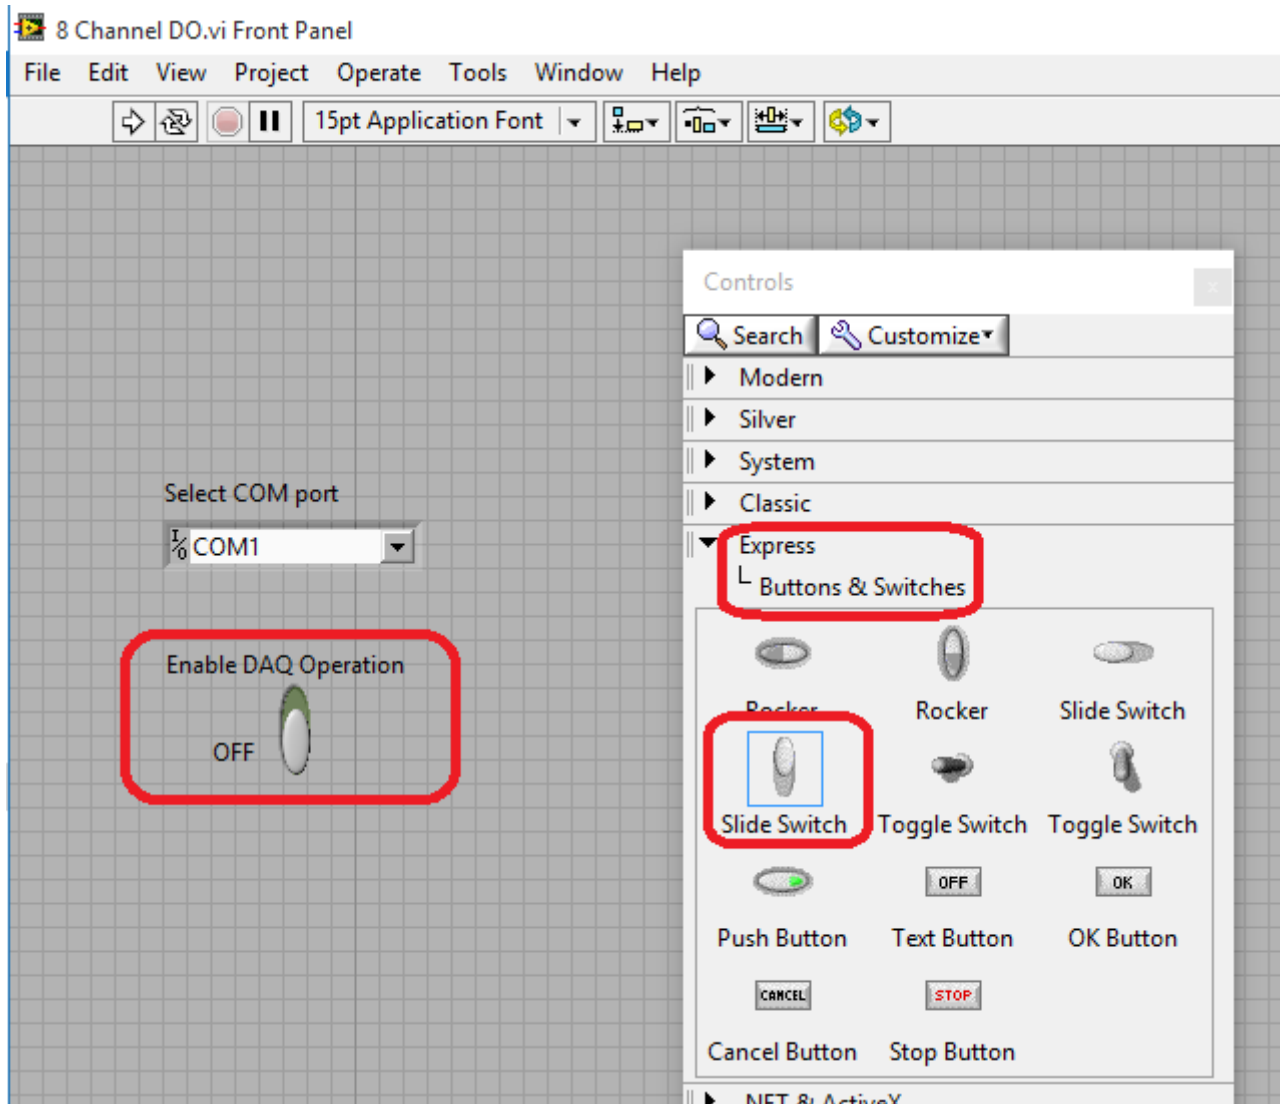 8 Channel DO.vi Front Panel
File Edit View Project Operate Tools Window Help
15pt Application Font
Controls
Search Customize
Modern
Silver
System
Classic
Express
Buttons & Switches
Rocker Rocker Slide Switch
Slide Switch Toggle Switch Toggle Switch
OFF OK
Push Button Text Button OK Button
CANCEL STOP
Cancel Button Stop Button
.NET & ActiveX
Select COM port
I/O COM1
Enable DAQ Operation
OFF